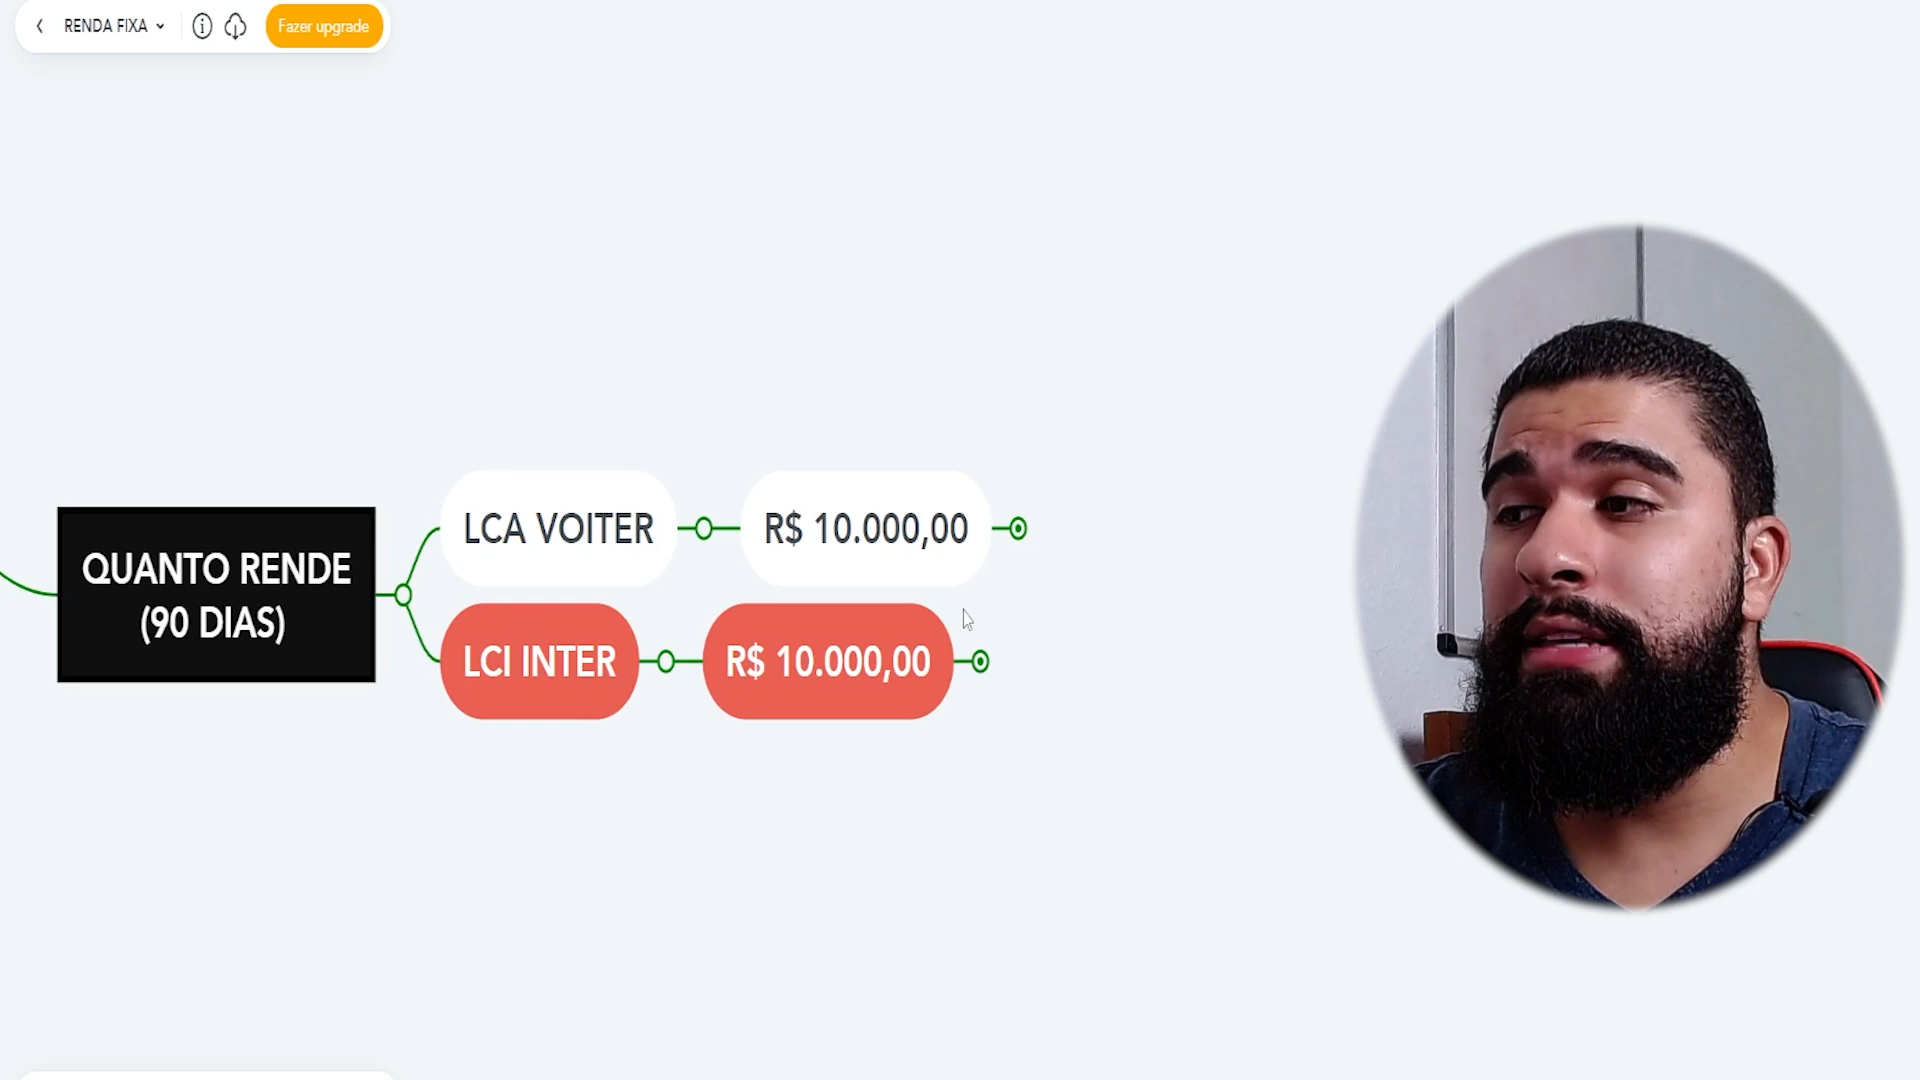 RENDA FIXA
Fazer upgrade
QUANTO RENDE
(90 DIAS)
LCA VOITER
R$ 10.000,00
LCI INTER
R$ 10.000,00